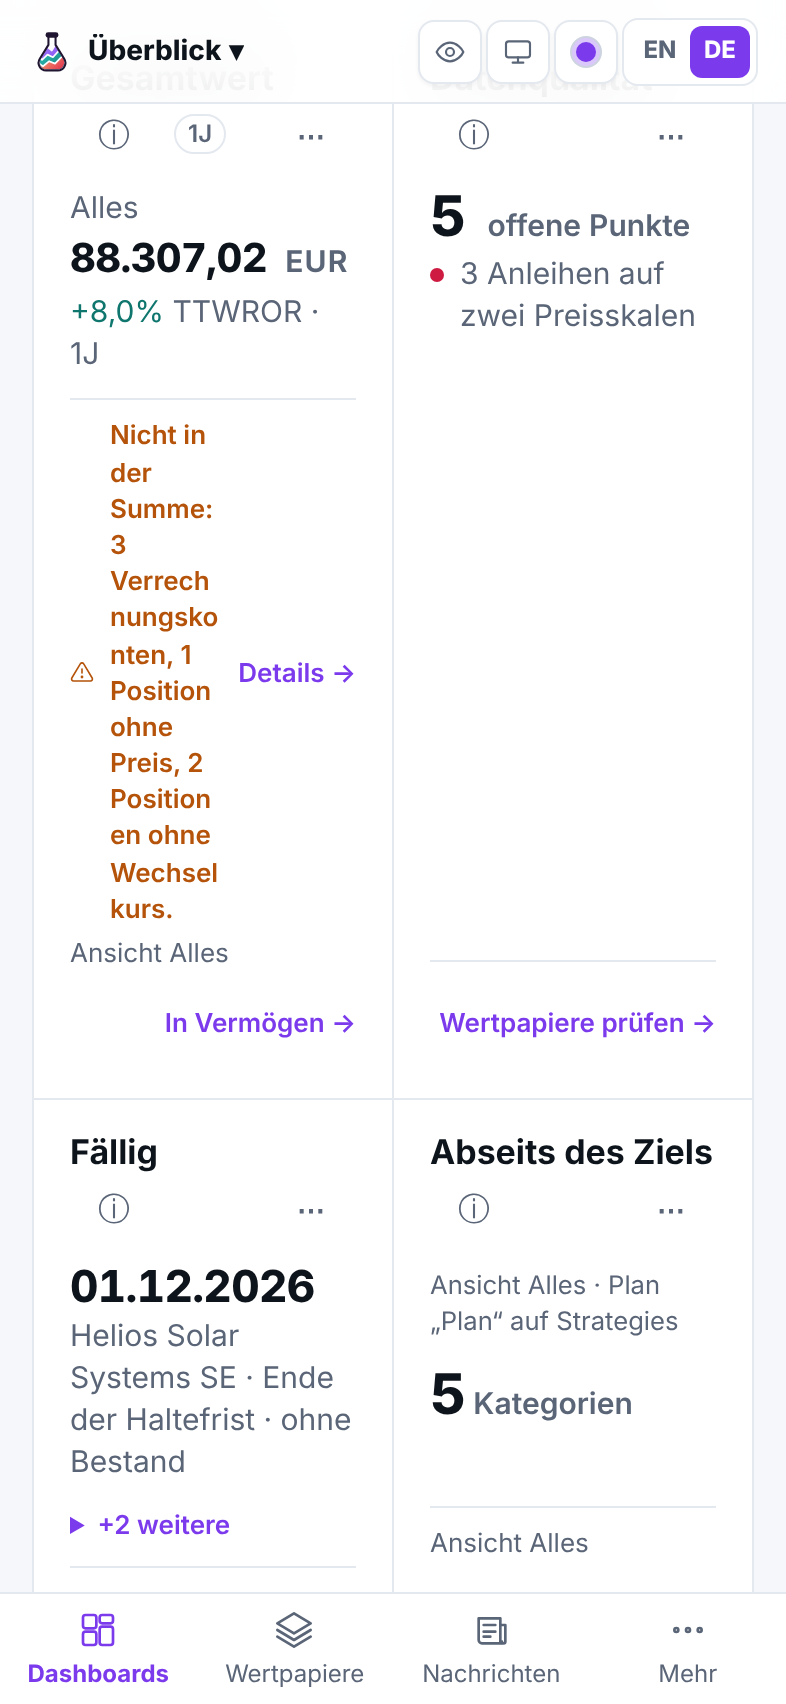 Überblick ▾
EN DE
Gesamtwert
Datenqualität
1J
...
...
Alles
88.307,02 EUR
+8,0% TTWROR ·
1J
Nicht in
der
Summe:
3
Verrech
nungsko
nten, 1
Position
ohne
Preis, 2
Position
en ohne
Wechsel
kurs.
Details →
Ansicht Alles
In Vermögen →
5 offene Punkte
3 Anleihen auf
zwei Preisskalen
Wertpapiere prüfen →
Fällig
...
01.12.2026
Helios Solar
Systems SE · Ende
der Haltefrist · ohne
Bestand
▶ +2 weitere
Abseits des Ziels
...
Ansicht Alles · Plan
„Plan“ auf Strategies
5 Kategorien
Ansicht Alles
Dashboards
Wertpapiere
Nachrichten
Mehr